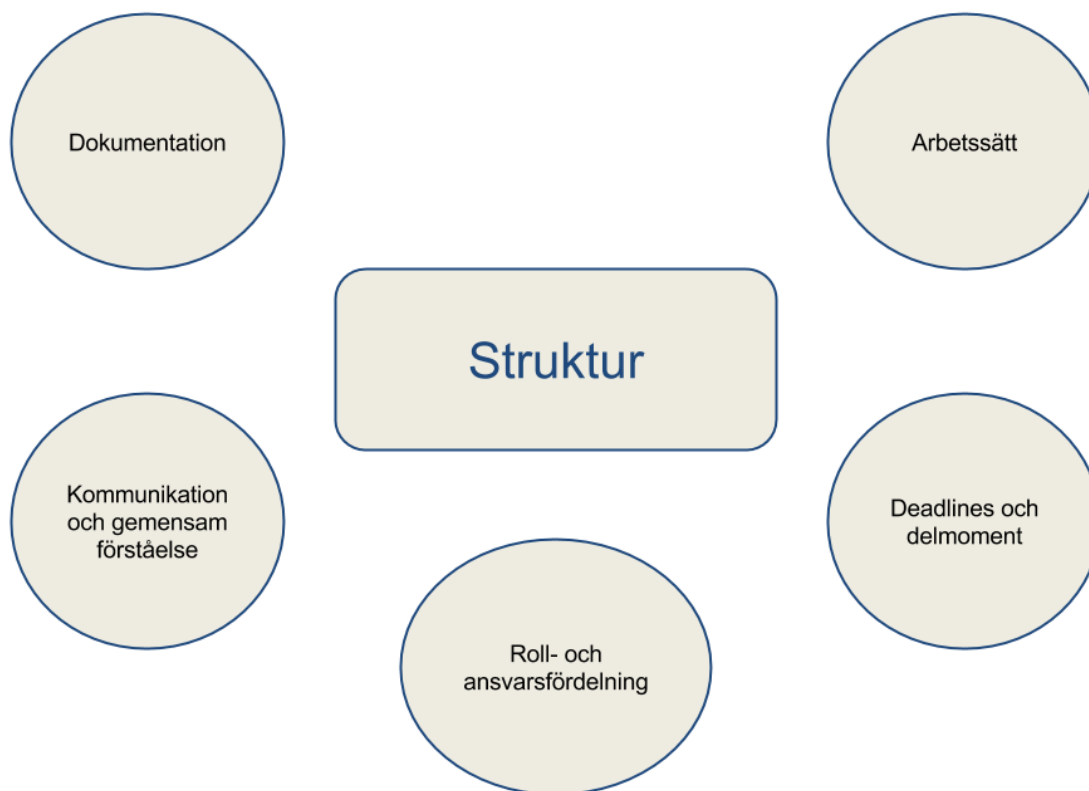 Dokumentation
Arbetssätt
Struktur
Kommunikation
och gemensam
förståelse
Deadlines och
delmoment
Roll- och
ansvarsfördelning